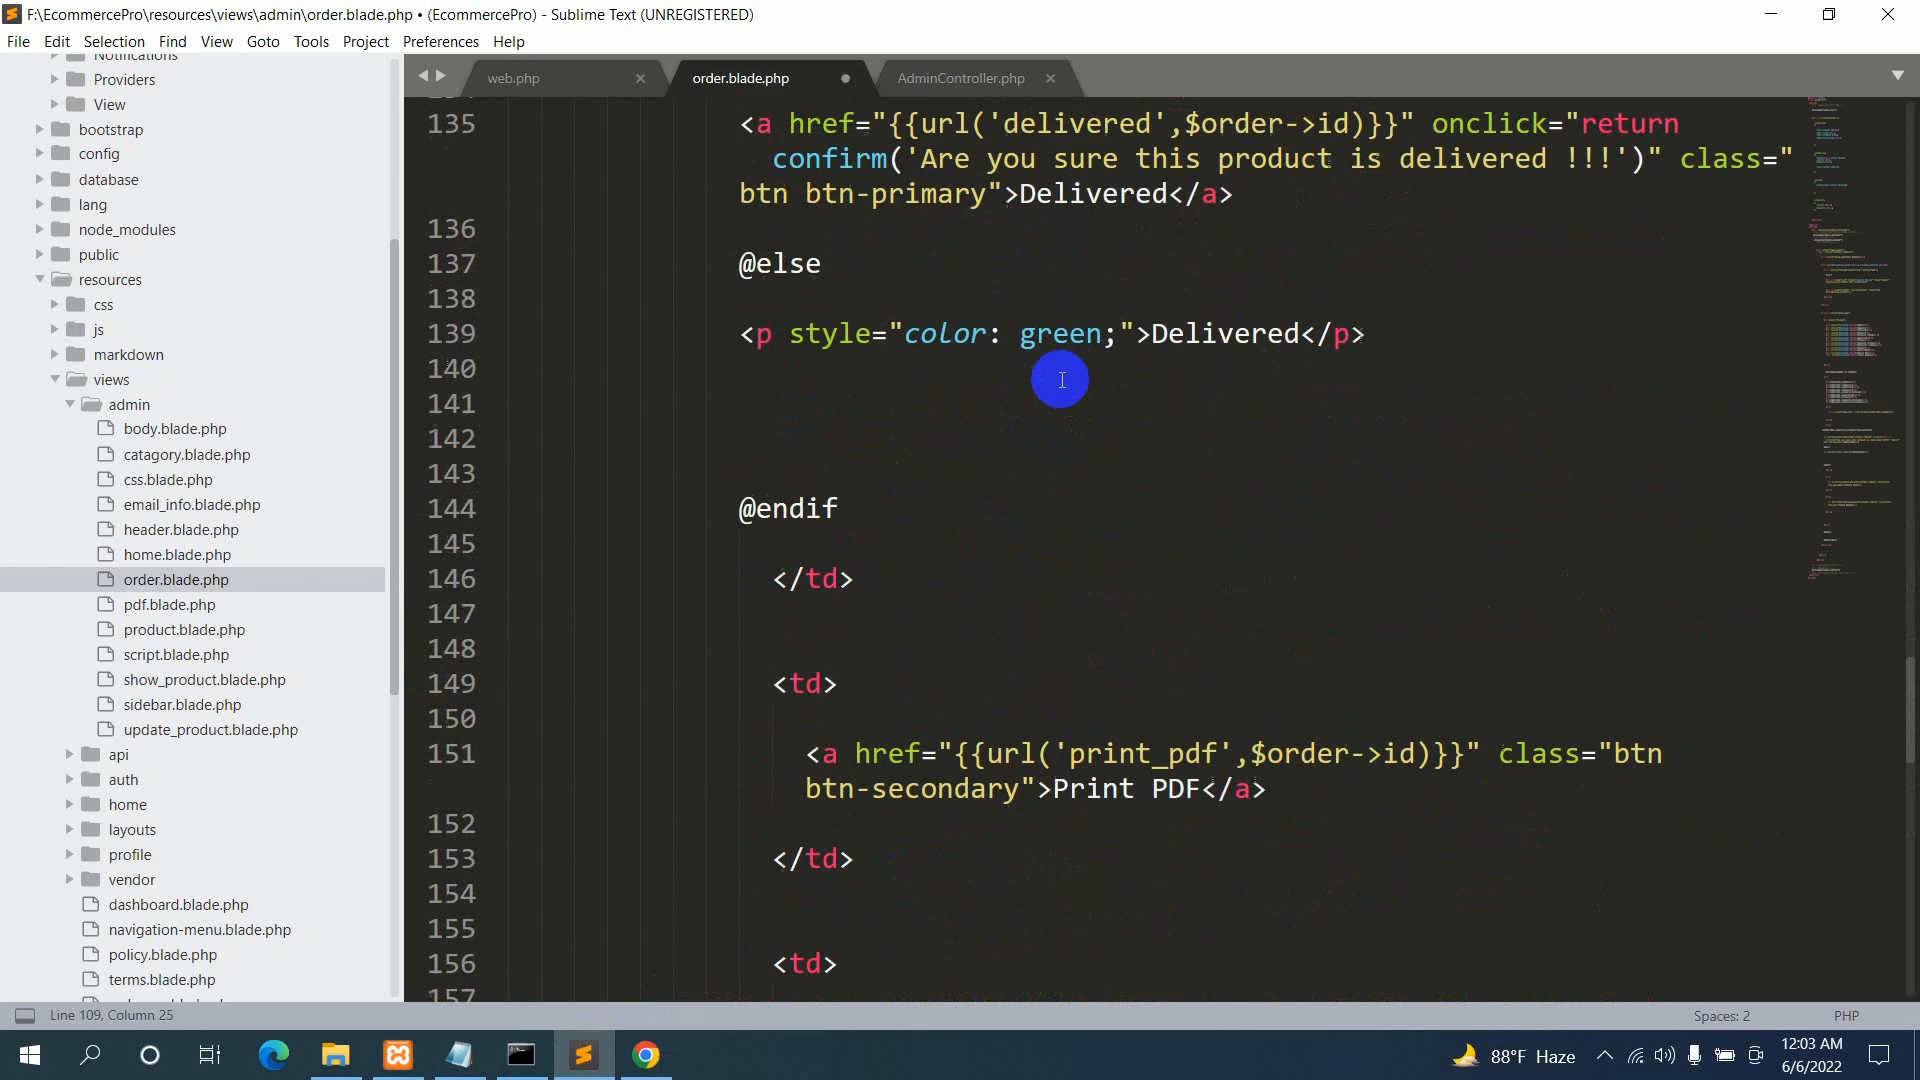 F:\EcommercePro\resources\views\admin\order.blade.php • (EcommercePro) - Sublime Text (UNREGISTERED)
File Edit Selection Find View Goto Tools Project Preferences Help
Notifications
Providers
View
bootstrap
config
database
lang
node_modules
public
resources
css
js
markdown
views
admin
body.blade.php
catagory.blade.php
css.blade.php
email_info.blade.php
header.blade.php
home.blade.php
order.blade.php
pdf.blade.php
product.blade.php
script.blade.php
show_product.blade.php
sidebar.blade.php
update_product.blade.php
api
auth
home
layouts
profile
vendor
dashboard.blade.php
navigation-menu.blade.php
policy.blade.php
terms.blade.php
web.php order.blade.php AdminController.php
135 <a href="{{url('delivered',$order->id)}}" onclick="return
confirm('Are you sure this product is delivered !!!')" class="
btn btn-primary">Delivered</a>
136
137 @else
138
139 <p style="color: green;">Delivered</p>
140
141
142
143
144 @endif
145
146 </td>
147
148
149 <td>
150
151 <a href="{{url('print_pdf',$order->id)}}" class="btn
btn-secondary">Print PDF</a>
152
153 </td>
154
155
156 <td>
157
Line 109, Column 25 Spaces: 2 PHP
88°F Haze 12:03 AM
6/6/2022